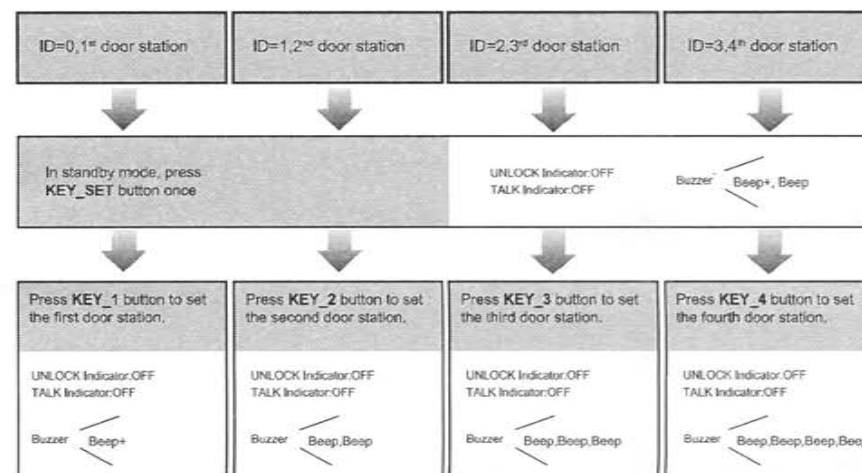 ID=0,1st door station
ID=1,2nd door station
ID=2,3rd door station
ID=3,4th door station
In standby mode, press
KEY_SET button once
UNLOCK Indicator:OFF
TALK Indicator:OFF
Buzzer
Beep+, Beep
Press KEY_1 button to set
the first door station.
Press KEY_2 button to set
the second door station.
Press KEY_3 button to set
the third door station.
Press KEY_4 button to set
the fourth door station.
UNLOCK Indicator:OFF
TALK Indicator:OFF
UNLOCK Indicator:OFF
TALK Indicator:OFF
UNLOCK Indicator:OFF
TALK Indicator:OFF
UNLOCK Indicator:OFF
TALK Indicator:OFF
Buzzer Beep+
Buzzer Beep,Beep
Buzzer Beep,Beep,Beep
Buzzer Beep,Beep,Beep,Beep